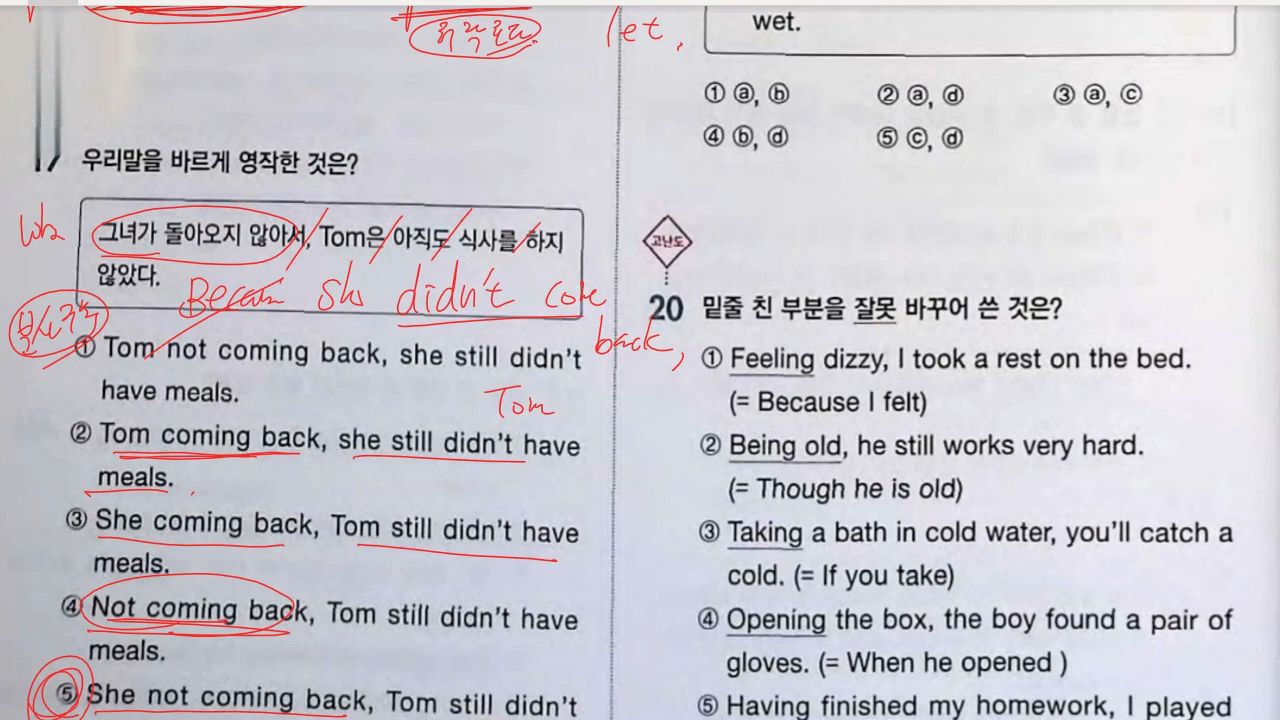 취락포다.
17 우리말을 바르게 영작한 것은?
그녀가 돌아오지 않아서, Tom은 아직도 식사를 하지
않았다.
she didn't come
back,
① Tom not coming back, she still didn't
have meals.
Tom
② Tom coming back, she still didn't have
meals.
③ She coming back, Tom still didn't have
meals.
④ Not coming back, Tom still didn't have
meals.
⑤ She not coming back, Tom still didn't
let,
wet.
① ⓐ, ⓑ ② ⓐ, ⓓ ③ ⓐ, ⓒ
④ ⓑ, ⓓ ⑤ ⓒ, ⓓ
고난도
20 밑줄 친 부분을 잘못 바꾸어 쓴 것은?
① Feeling dizzy, I took a rest on the bed.
(= Because I felt)
② Being old, he still works very hard.
(= Though he is old)
③ Taking a bath in cold water, you'll catch a
cold. (= If you take)
④ Opening the box, the boy found a pair of
gloves. (= When he opened )
⑤ Having finished my homework, I played